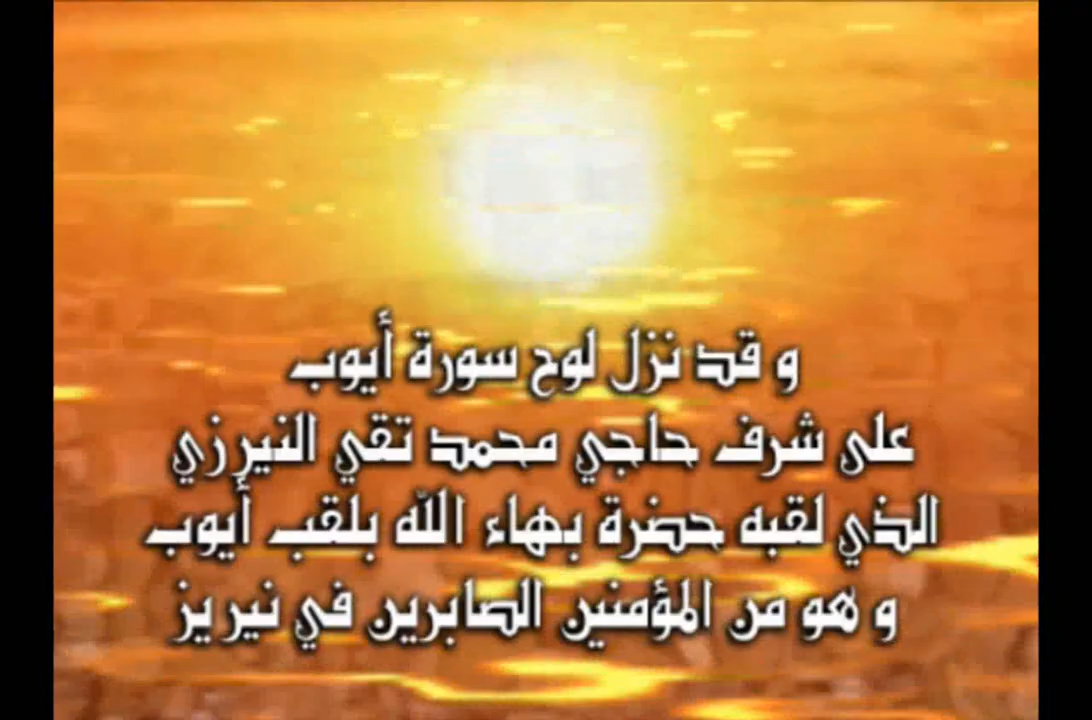 و قد نزل لوح سورة أيوب
على شرف حاجي محمد تقي النيرزي
الذي لقبه حضرة بهاء الله بلقب أيوب
و هو من المؤمنين الصابرين في نيريز